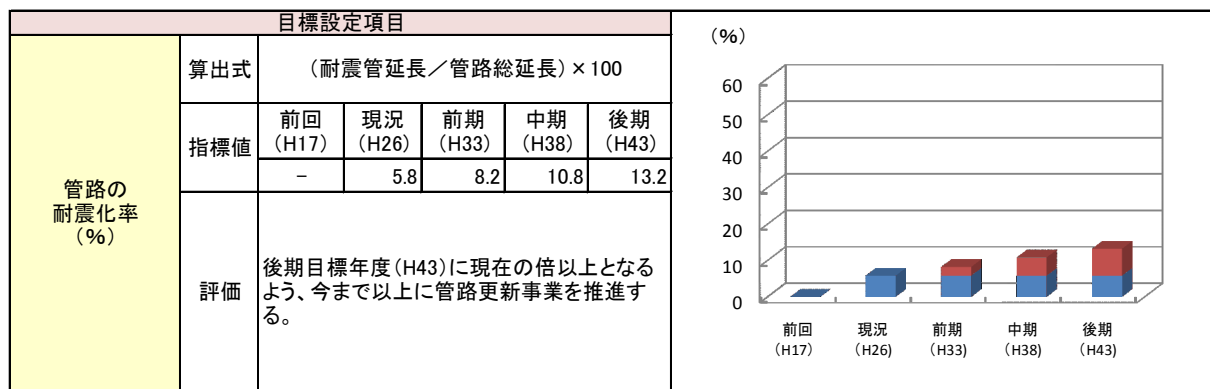 目標設定項目
管路の
耐震化率
（%）
算出式
（耐震管延長／管路総延長）×100
指標値
前回
（H17）
現況
（H26）
前期
（H33）
中期
（H38）
後期
（H43）
－
5.8
8.2
10.8
13.2
評価
後期目標年度（H43）に現在の倍以上となる
よう、今まで以上に管路更新事業を推進す
る。
（%）
60
50
40
30
20
10
0
前回
（H17）
現況
（H26）
前期
（H33）
中期
（H38）
後期
（H43）